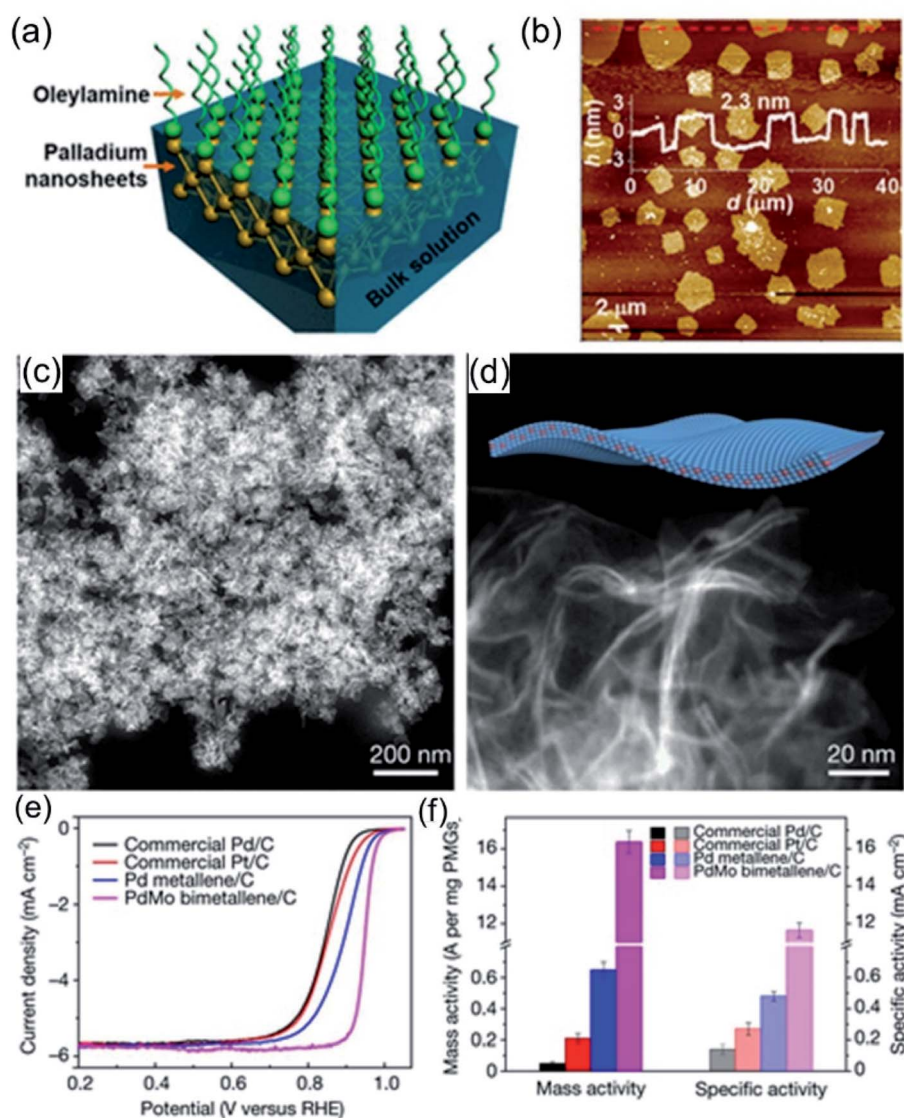 (a)
Oleylamine
Palladium
nanosheets
Bulk solution
(b)
2.3 nm
h (nm)
3
0
-3
0 10 20 30 40
d (μm)
2 μm
(c)
200 nm
(d)
20 nm
(e)
0
−2
−4
−6
Current density (mA cm⁻²)
Commercial Pd/C
Commercial Pt/C
Pd metallene/C
PdMo bimetallene/C
0.2 0.4 0.6 0.8 1.0
Potential (V versus RHE)
(f)
Mass activity (A per mg PMGs)
16
14
12
0.6
0.4
0.2
0
Commercial Pd/C
Commercial Pt/C
Pd metallene/C
PdMo bimetallene/C
16
14
12
0.6
0.4
0.2
0
Specific activity (mA cm⁻²)
Mass activity Specific activity